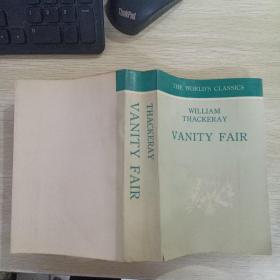 ThinkPad
THACKERAY
VANITY FAIR
THE WORLD'S CLASSICS
WILLIAM
THACKERAY
VANITY FAIR